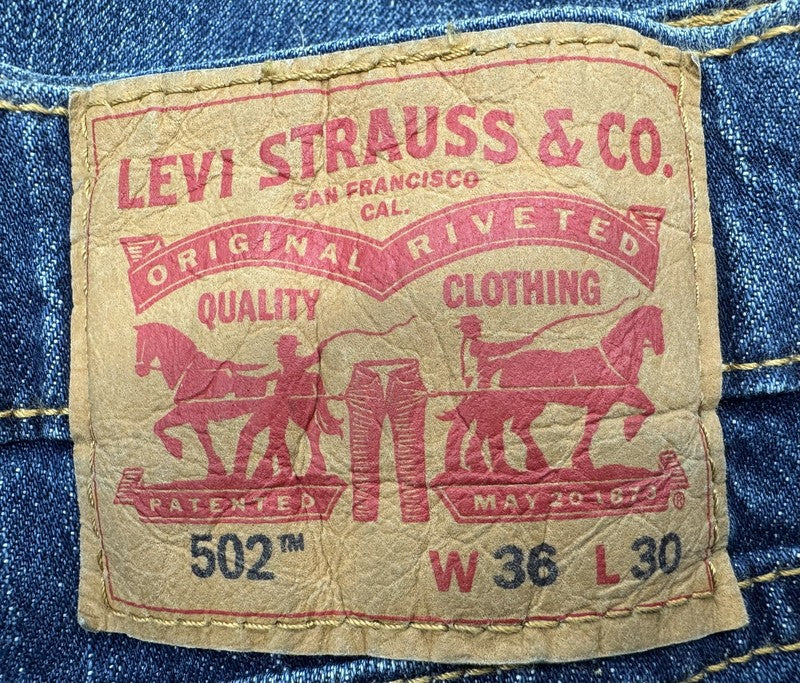 LEVI STRAUSS & CO.
SAN FRANCISCO
CAL.
ORIGINAL RIVETED
QUALITY CLOTHING
PATENTED MAY 20 1873 ®
502™ W 36 L 30